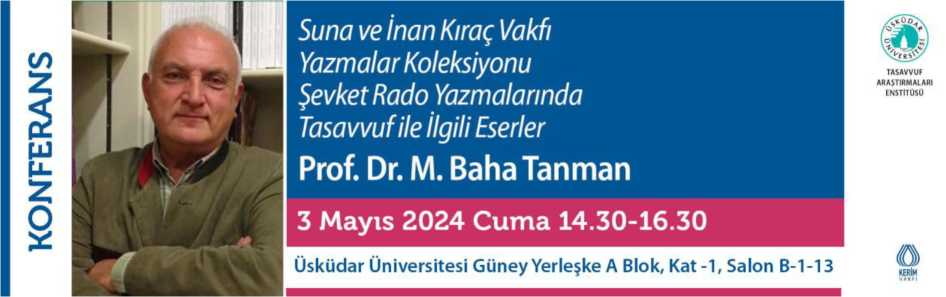 KONFERANS
Suna ve İnan Kıraç Vakfı
Yazmalar Koleksiyonu
Şevket Rado Yazmalarında
Tasavvuf ile İlgili Eserler
Prof. Dr. M. Baha Tanman
3 Mayıs 2024 Cuma 14.30-16.30
Üsküdar Üniversitesi Güney Yerleşke A Blok, Kat -1, Salon B-1-13
ÜSKÜDAR ÜNİVERSİTESİ
TASAVVUF
ARAŞTIRMALARI
ENSTİTÜSÜ
KERİM
VAKFI